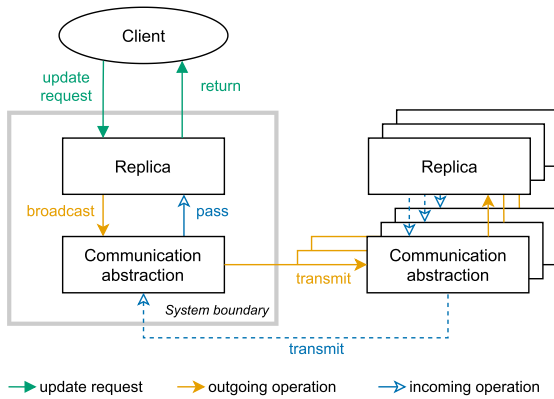 Client
update
request
return
Replica
Replica
broadcast
pass
Communication
abstraction
Communication
abstraction
transmit
System boundary
transmit
update request
outgoing operation
incoming operation